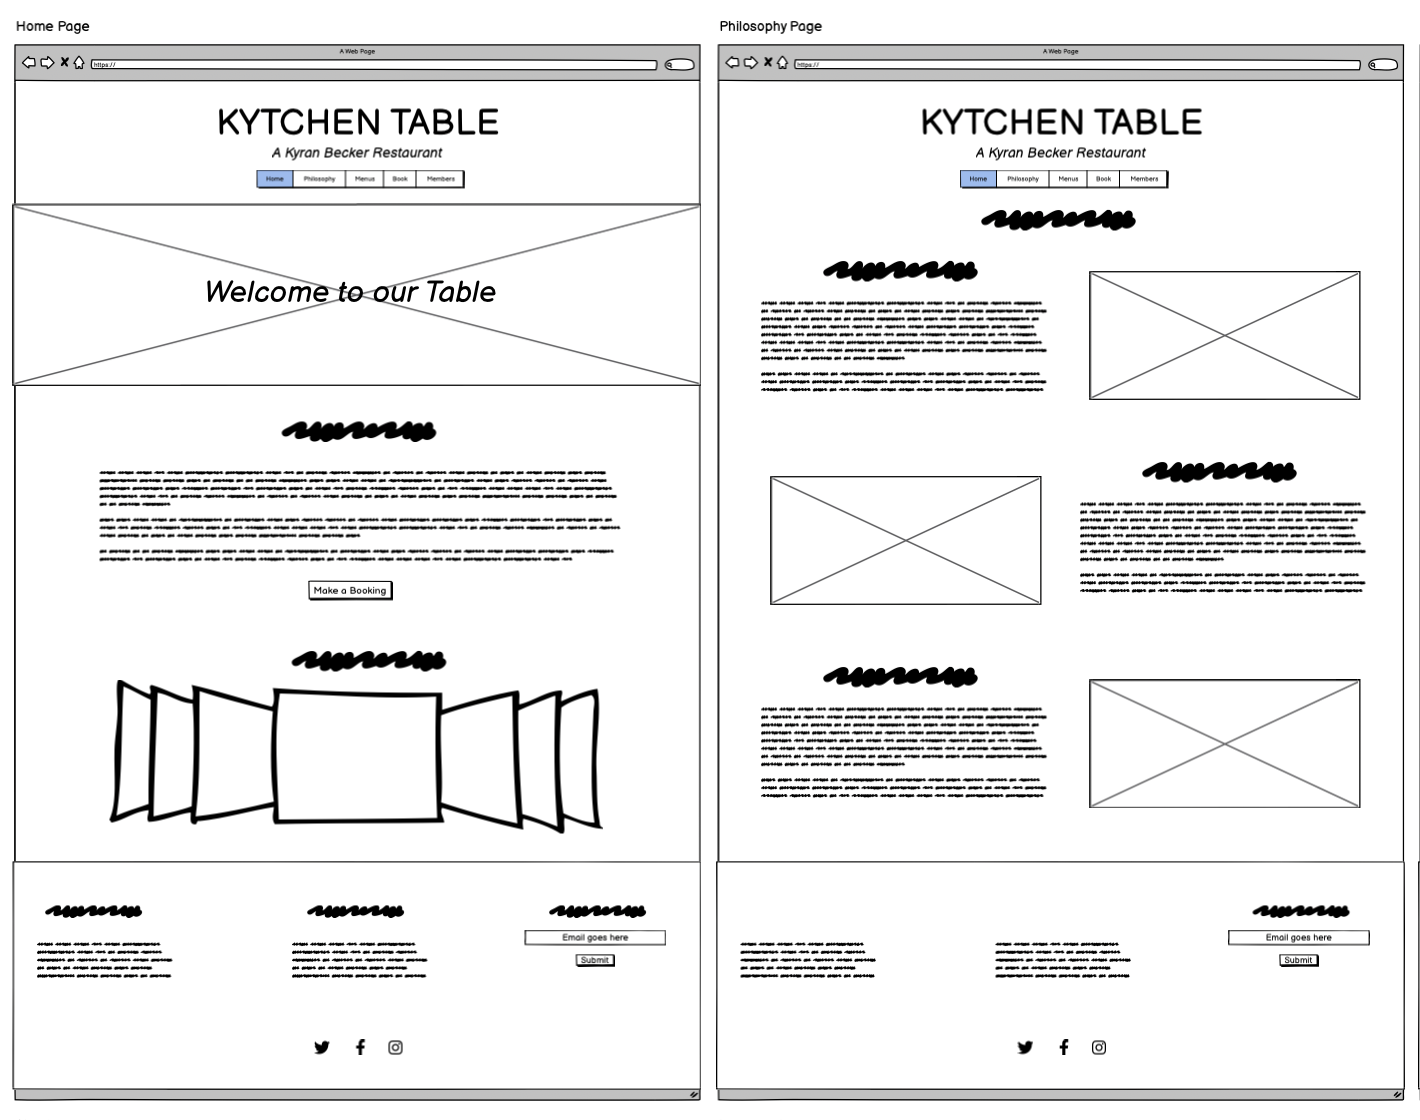 Home Page
A Web Page
https://
KYTCHEN TABLE
A Kyran Becker Restaurant
Home Philosophy Menus Book Members
Welcome to our Table
Make a Booking
Email goes here
Submit
Philosophy Page
A Web Page
https://
KYTCHEN TABLE
A Kyran Becker Restaurant
Home Philosophy Menus Book Members
Email goes here
Submit